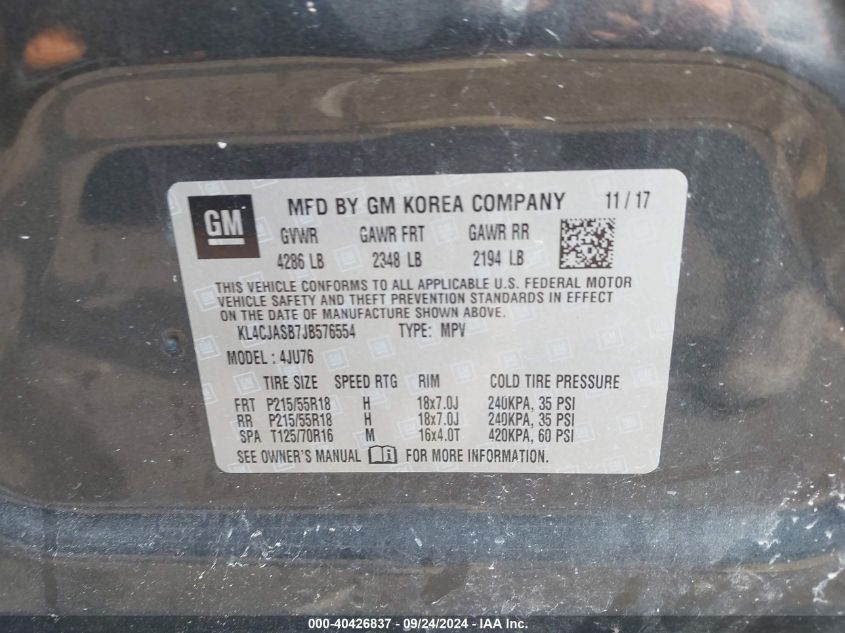 GM
MFD BY GM KOREA COMPANY 11 / 17
GVWR GAWR FRT GAWR RR
4286 LB 2348 LB 2194 LB
THIS VEHICLE CONFORMS TO ALL APPLICABLE U.S. FEDERAL MOTOR
VEHICLE SAFETY AND THEFT PREVENTION STANDARDS IN EFFECT
ON THE DATE OF MANUFACTURE SHOWN ABOVE.
KL4CJASB7JB576554 TYPE: MPV
MODEL : 4JU76
TIRE SIZE SPEED RTG RIM COLD TIRE PRESSURE
FRT P215/55R18 H 18x7.0J 240KPA, 35 PSI
RR P215/55R18 H 18x7.0J 240KPA, 35 PSI
SPA T125/70R16 M 16x4.0T 420KPA, 60 PSI
SEE OWNER'S MANUAL i FOR MORE INFORMATION.
000-40426837 - 09/24/2024 - IAA Holdings, LLC.